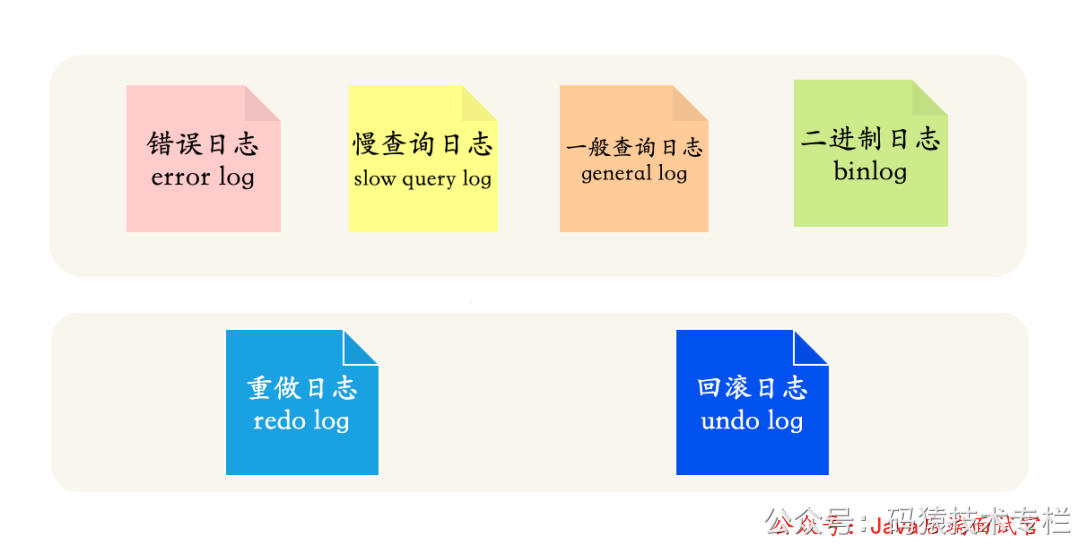 错误日志
error log
慢查询日志
slow query log
一般查询日志
general log
二进制日志
binlog
重做日志
redo log
回滚日志
undo log
公众号：码猿技术专栏
公众号：Java后端面试官